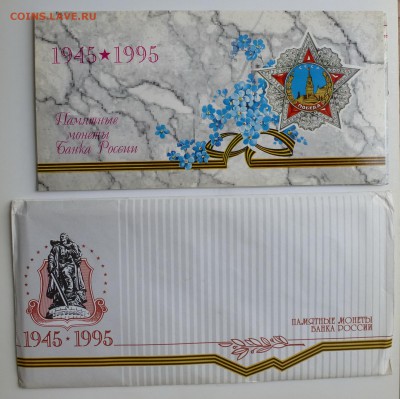 COINS.LAVE.RU
1945★1995
Памятные
монеты
Банка России
ПОБЕДА
ПАМЯТНЫЕ МОНЕТЫ
БАНКА РОССИИ
1945·1995